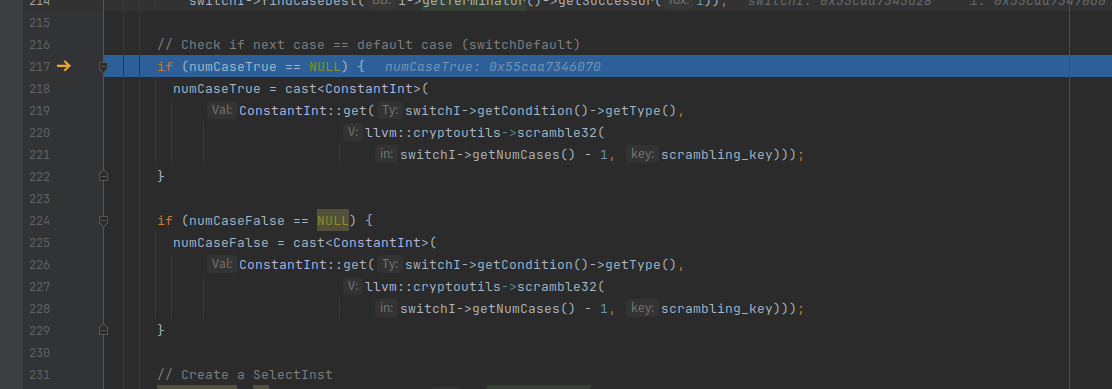 214 switchI->findCaseDest( BB: i->getTerminator()->getSuccessor( Idx: 1)); switchI: 0x55caa7345d28 i: 0x55caa7347060
215
216 // Check if next case == default case (switchDefault)
217 if (numCaseTrue == NULL) { numCaseTrue: 0x55caa7346070
218 numCaseTrue = cast<ConstantInt>(
219 Val: ConstantInt::get( Ty: switchI->getCondition()->getType(),
220 V: llvm::cryptoutils->scramble32(
221 in: switchI->getNumCases() - 1, key: scrambling_key)));
222 }
223
224 if (numCaseFalse == NULL) {
225 numCaseFalse = cast<ConstantInt>(
226 Val: ConstantInt::get( Ty: switchI->getCondition()->getType(),
227 V: llvm::cryptoutils->scramble32(
228 in: switchI->getNumCases() - 1, key: scrambling_key)));
229 }
230
231 // Create a SelectInst